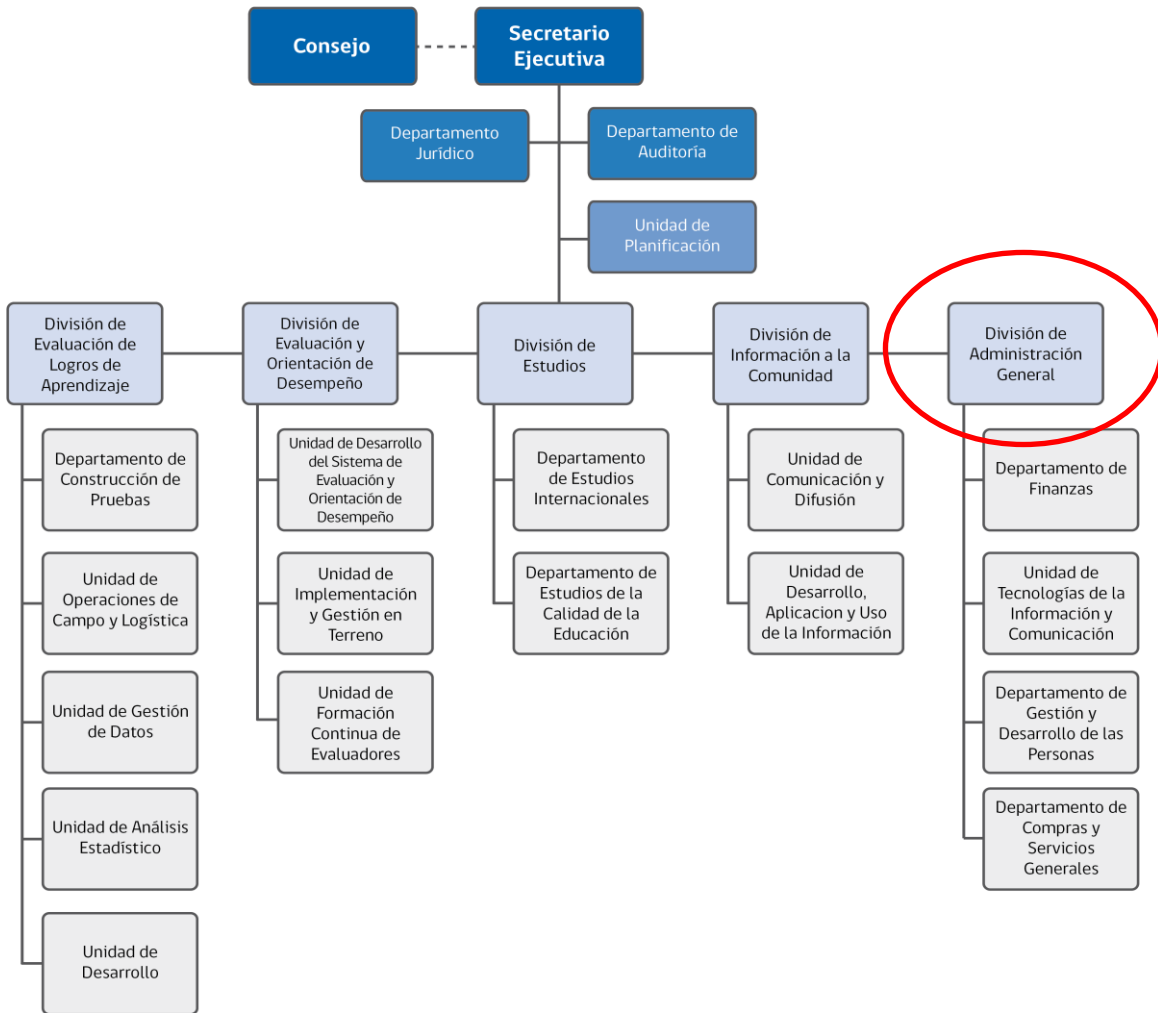 Consejo
Secretario
Ejecutiva
Departamento
Jurídico
Departamento de
Auditoría
Unidad de
Planificación
División de
Evaluación de
Logros de
Aprendizaje
División de
Evaluación y
Orientación de
Desempeño
División de
Estudios
División de
Información a la
Comunidad
División de
Administración
General
Departamento de
Construcción de
Pruebas
Unidad de
Operaciones de
Campo y Logística
Unidad de Gestión
de Datos
Unidad de Análisis
Estadístico
Unidad de
Desarrollo
Unidad de Desarrollo
del Sistema de
Evaluación y
Orientación de
Desempeño
Unidad de
Implementación
y Gestión en
Terreno
Unidad de
Formación
Continua de
Evaluadores
Departamento
de Estudios
Internacionales
Departamento de
Estudios de la
Calidad de la
Educación
Unidad de
Comunicación y
Difusión
Unidad de
Desarrollo,
Aplicacion y Uso
de la Información
Departamento de
Finanzas
Unidad de
Tecnologías de la
Información y
Comunicación
Departamento de
Gestión y
Desarrollo de las
Personas
Departamento de
Compras y
Servicios
Generales